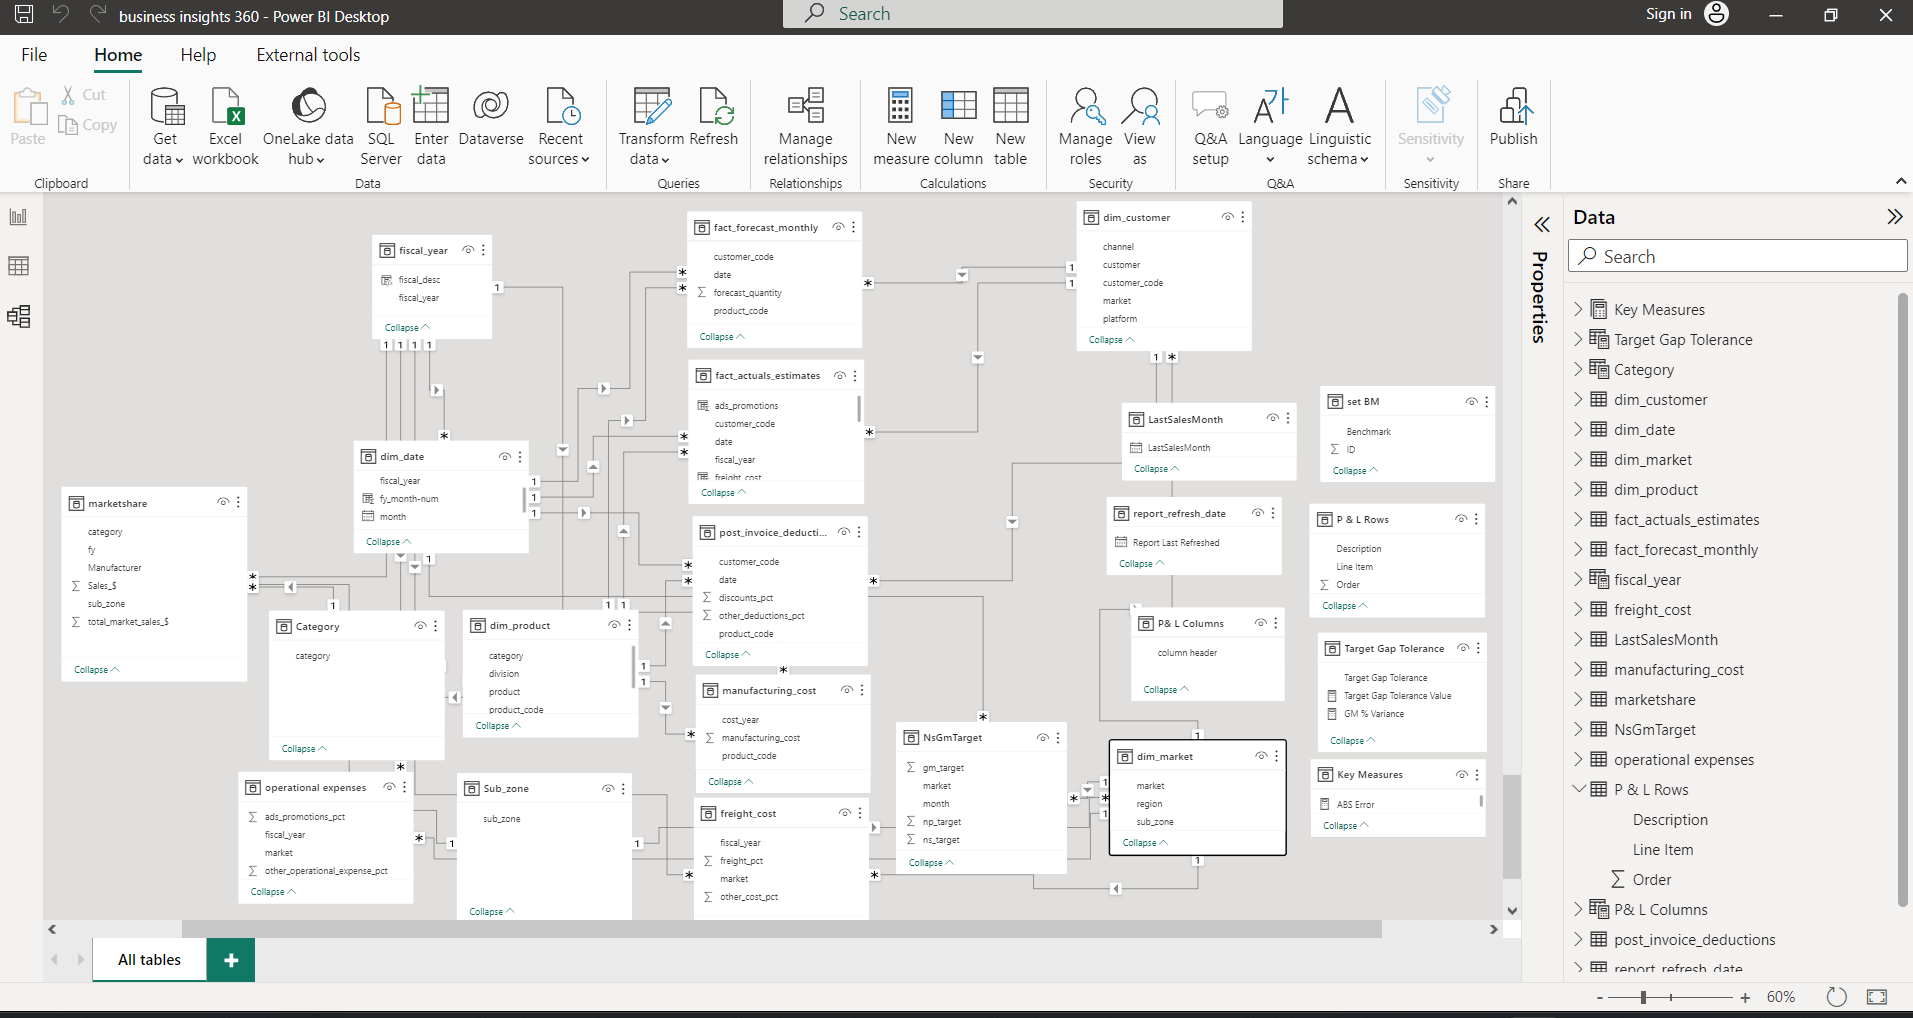 business insights 360 - Power BI Desktop
Search
Sign in
File
Home
Help
External tools
Paste
Cut
Copy
Get data
Excel workbook
OneLake data hub
SQL Server
Enter data
Dataverse
Recent sources
Transform data
Refresh
Manage relationships
New measure
New column
New table
Manage roles
View as
Q&A setup
Language
Linguistic schema
Sensitivity
Publish
Clipboard
Data
Queries
Relationships
Calculations
Security
Q&A
Sensitivity
Share
fiscal_year
fiscal_desc
fiscal_year
Collapse
fact_forecast_monthly
customer_code
date
forecast_quantity
product_code
Collapse
dim_customer
channel
customer
customer_code
market
platform
Collapse
fact_actuals_estimates
ads_promotions
customer_code
date
fiscal_year
freight_cost
Collapse
LastSalesMonth
LastSalesMonth
Collapse
set BM
Benchmark
ID
Collapse
dim_date
fiscal_year
fy_month-num
month
Collapse
marketshare
category
fy
Manufacturer
Sales_$
sub_zone
total_market_sales_$
Collapse
post_invoice_deducti...
customer_code
date
discounts_pct
other_deductions_pct
product_code
Collapse
report_refresh_date
Report Last Refreshed
Collapse
P & L Rows
Description
Line Item
Order
Collapse
Category
category
Collapse
dim_product
category
division
product
product_code
Collapse
P& L Columns
column header
Collapse
Target Gap Tolerance
Target Gap Tolerance
Target Gap Tolerance Value
GM % Variance
Collapse
manufacturing_cost
cost_year
manufacturing_cost
product_code
Collapse
NsGmTarget
gm_target
market
month
np_target
ns_target
Collapse
dim_market
market
region
sub_zone
Collapse
Key Measures
ABS Error
Collapse
operational expenses
ads_promotions_pct
fiscal_year
market
other_operational_expense_pct
Collapse
Sub_zone
sub_zone
Collapse
freight_cost
fiscal_year
freight_pct
market
other_cost_pct
All tables
Properties
Data
Search
Key Measures
Target Gap Tolerance
Category
dim_customer
dim_date
dim_market
dim_product
fact_actuals_estimates
fact_forecast_monthly
fiscal_year
freight_cost
LastSalesMonth
manufacturing_cost
marketshare
NsGmTarget
operational expenses
P & L Rows
Description
Line Item
Order
P& L Columns
post_invoice_deductions
report_refresh_date
60%